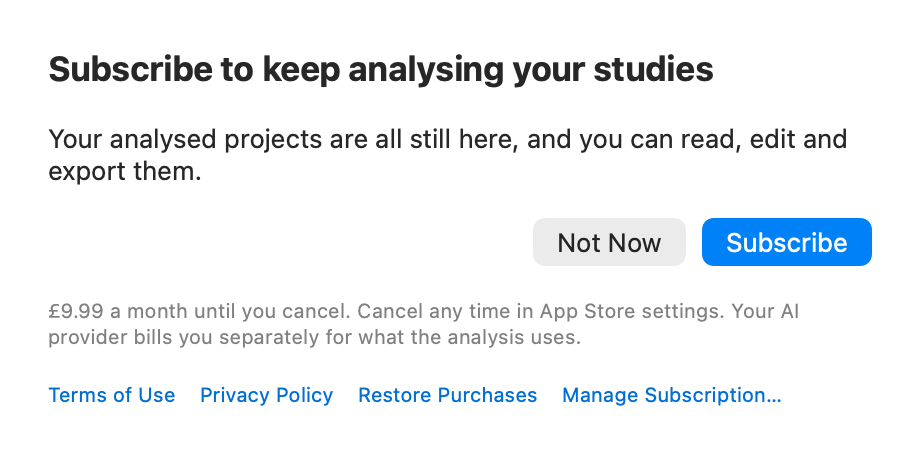 Subscribe to keep analysing your studies
Your analysed projects are all still here, and you can read, edit and
export them.
Not Now
Subscribe
£9.99 a month until you cancel. Cancel any time in App Store settings. Your AI
provider bills you separately for what the analysis uses.
Terms of Use
Privacy Policy
Restore Purchases
Manage Subscription...